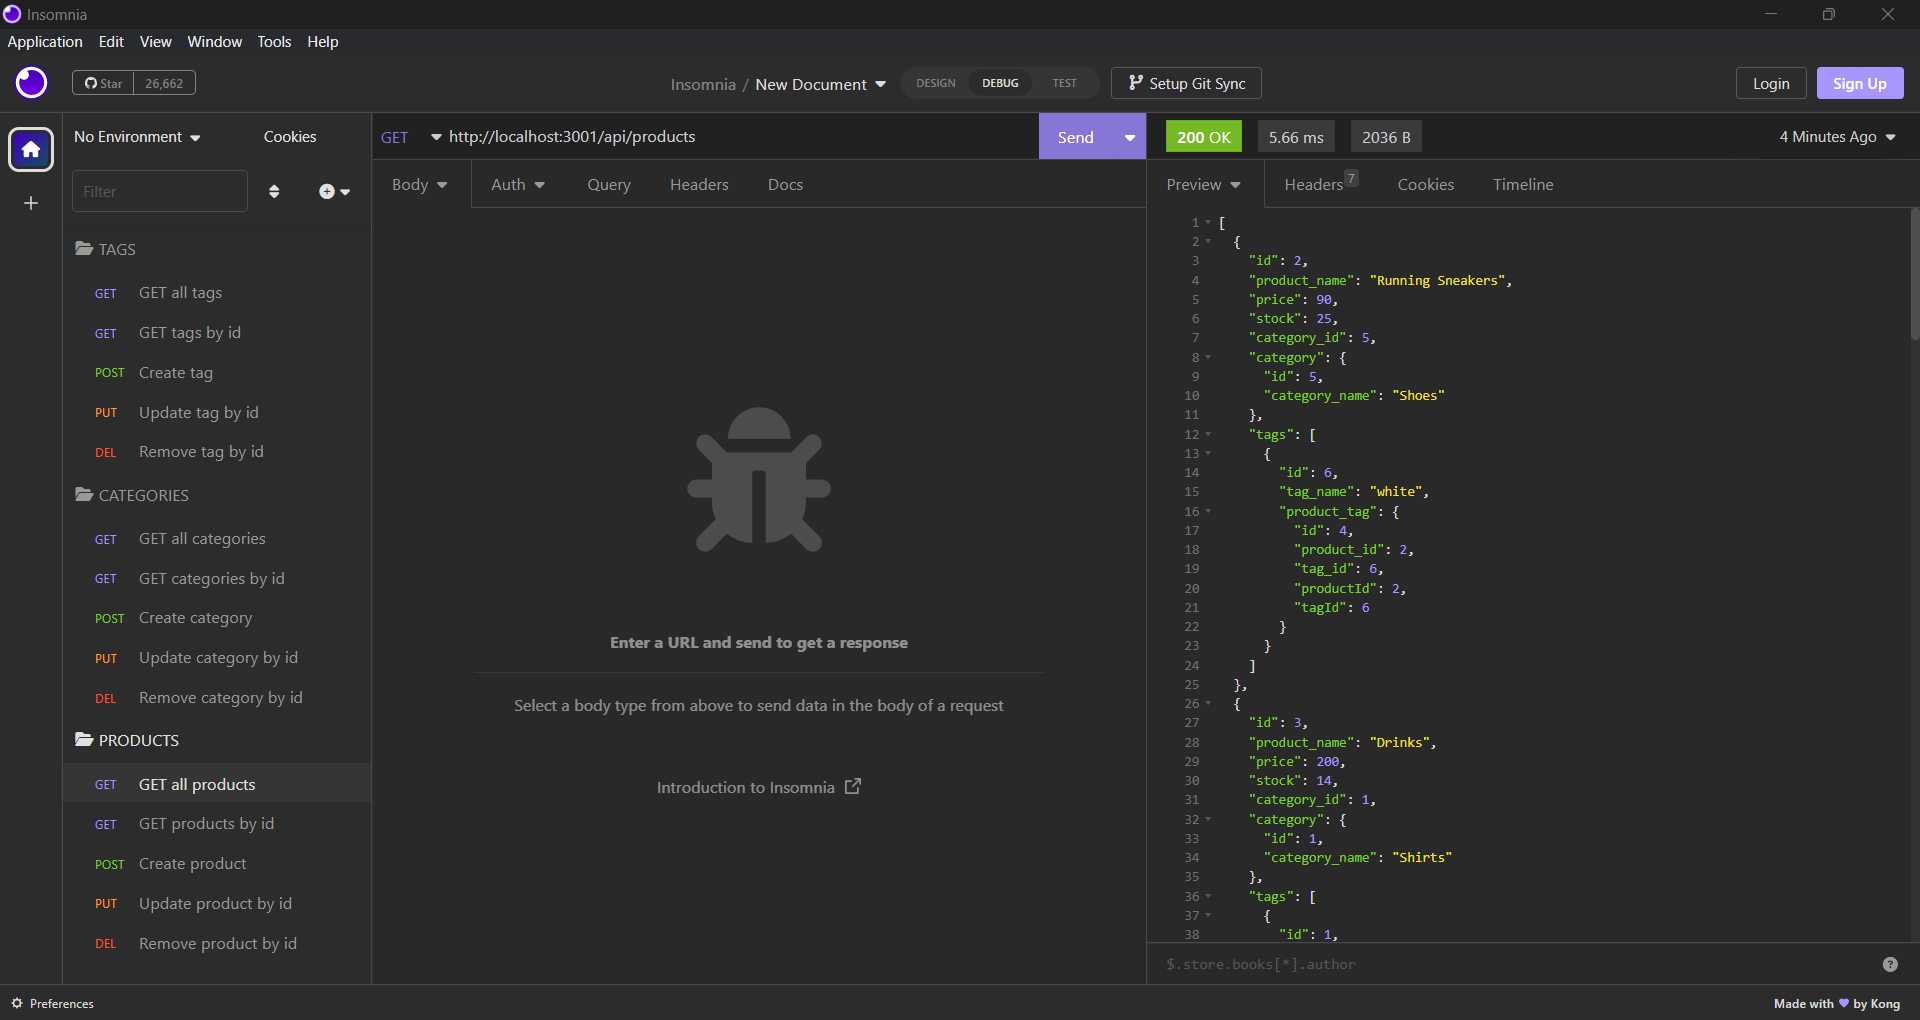 Insomnia
Application Edit View Window Tools Help
Star 26,662
Insomnia / New Document DESIGN DEBUG TEST Setup Git Sync
Login Sign Up
No Environment Cookies
Filter
TAGS
GET GET all tags
GET GET tags by id
POST Create tag
PUT Update tag by id
DEL Remove tag by id
CATEGORIES
GET GET all categories
GET GET categories by id
POST Create category
PUT Update category by id
DEL Remove category by id
PRODUCTS
GET GET all products
GET GET products by id
POST Create product
PUT Update product by id
DEL Remove product by id
GET http://localhost:3001/api/products Send
Body Auth Query Headers Docs
Enter a URL and send to get a response
Select a body type from above to send data in the body of a request
Introduction to Insomnia
200 OK 5.66 ms 2036 B 4 Minutes Ago
Preview Headers 7 Cookies Timeline
1 [
2 {
3 "id": 2,
4 "product_name": "Running Sneakers",
5 "price": 90,
6 "stock": 25,
7 "category_id": 5,
8 "category": {
9 "id": 5,
10 "category_name": "Shoes"
11 },
12 "tags": [
13 {
14 "id": 6,
15 "tag_name": "white",
16 "product_tag": {
17 "id": 4,
18 "product_id": 2,
19 "tag_id": 6,
20 "productId": 2,
21 "tagId": 6
22 }
23 }
24 ]
25 },
26 {
27 "id": 3,
28 "product_name": "Drinks",
29 "price": 200,
30 "stock": 14,
31 "category_id": 1,
32 "category": {
33 "id": 1,
34 "category_name": "Shirts"
35 },
36 "tags": [
37 {
38 "id": 1,
$.store.books[*].author ?
Preferences
Made with 💜 by Kong